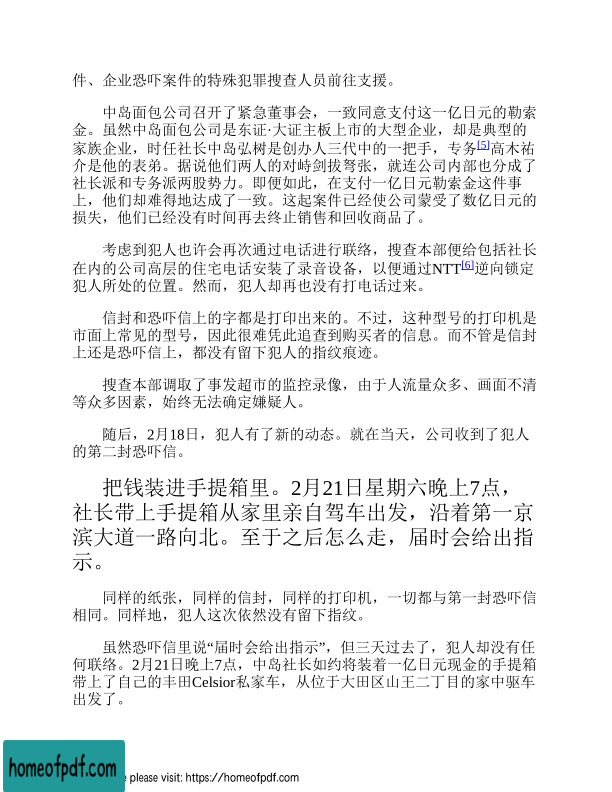 件、企业恐吓案件的特殊犯罪搜查人员前往支援。
中岛面包公司召开了紧急董事会，一致同意支付这一亿日元的勒索
金。虽然中岛面包公司是东证·大证主板上市的大型企业，却是典型的
家族企业，时任社长中岛弘树是创办人三代中的一把手，专务[5]高木祐
介是他的表弟。据说他们两人的对峙剑拔弩张，就连公司内部也分成了
社长派和专务派两股势力。即便如此，在支付一亿日元勒索金这件事
上，他们却难得地达成了一致。这起案件已经使公司蒙受了数亿日元的
损失，他们已经没有时间再去终止销售和回收商品了。
考虑到犯人也许会再次通过电话进行联络，搜查本部便给包括社长
在内的公司高层的住宅电话安装了录音设备，以便通过NTT[6]逆向锁定
犯人所处的位置。然而，犯人却再也没有打电话过来。
信封和恐吓信上的字都是打印出来的。不过，这种型号的打印机是
市面上常见的型号，因此很难凭此追查到购买者的信息。而不管是信封
上还是恐吓信上，都没有留下犯人的指纹痕迹。
搜查本部调取了事发超市的监控录像，由于人流量众多、画面不清
等众多因素，始终无法确定嫌疑人。
随后，2月18日，犯人有了新的动态。就在当天，公司收到了犯人
的第二封恐吓信。
把钱装进手提箱里。2月21日星期六晚上7点，
社长带上手提箱从家里亲自驾车出发，沿着第一京
滨大道一路向北。至于之后怎么走，届时会给出指
示。
同样的纸张，同样的信封，同样的打印机，一切都与第一封恐吓信
相同。同样地，犯人这次依然没有留下指纹。
虽然恐吓信里说“届时会给出指示”，但三天过去了，犯人却没有任
何联络。2月21日晚上7点，中岛社长如约将装着一亿日元现金的手提箱
带上了自己的丰田Celsior私家车，从位于大田区山王二丁目的家中驱车
出发了。
homeofpdf.com
e please visit: https://homeofpdf.com